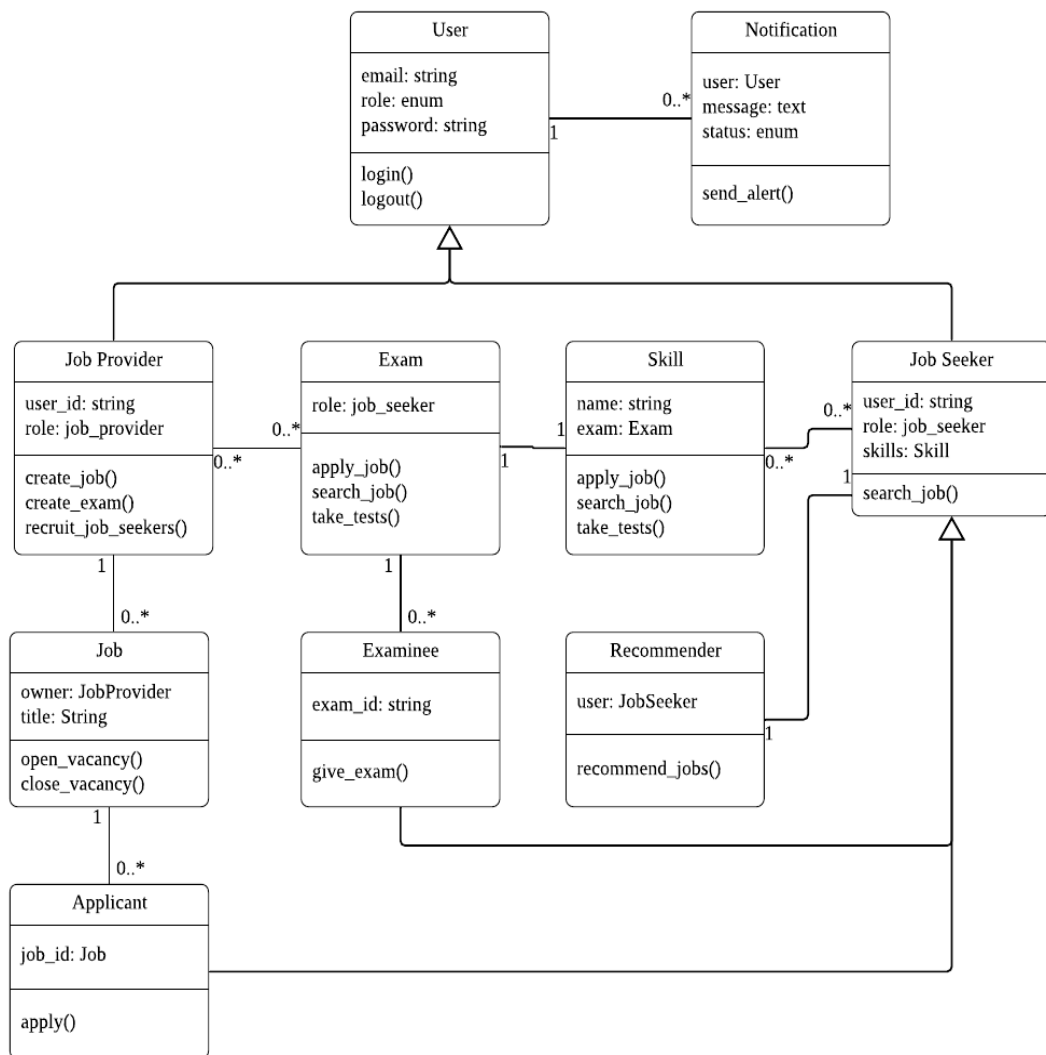 User
email: string
role: enum
password: string
login()
logout()
Notification
user: User
message: text
status: enum
send_alert()
1
0..*
Job Provider
user_id: string
role: job_provider
create_job()
create_exam()
recruit_job_seekers()
0..*
0..*
Exam
role: job_seeker
apply_job()
search_job()
take_tests()
1
1
Skill
name: string
exam: Exam
apply_job()
search_job()
take_tests()
0..*
0..*
Job Seeker
user_id: string
role: job_seeker
skills: Skill
search_job()
1
1
0..*
1
0..*
Job
owner: JobProvider
title: String
open_vacancy()
close_vacancy()
Examinee
exam_id: string
give_exam()
Recommender
user: JobSeeker
recommend_jobs()
1
1
0..*
Applicant
job_id: Job
apply()